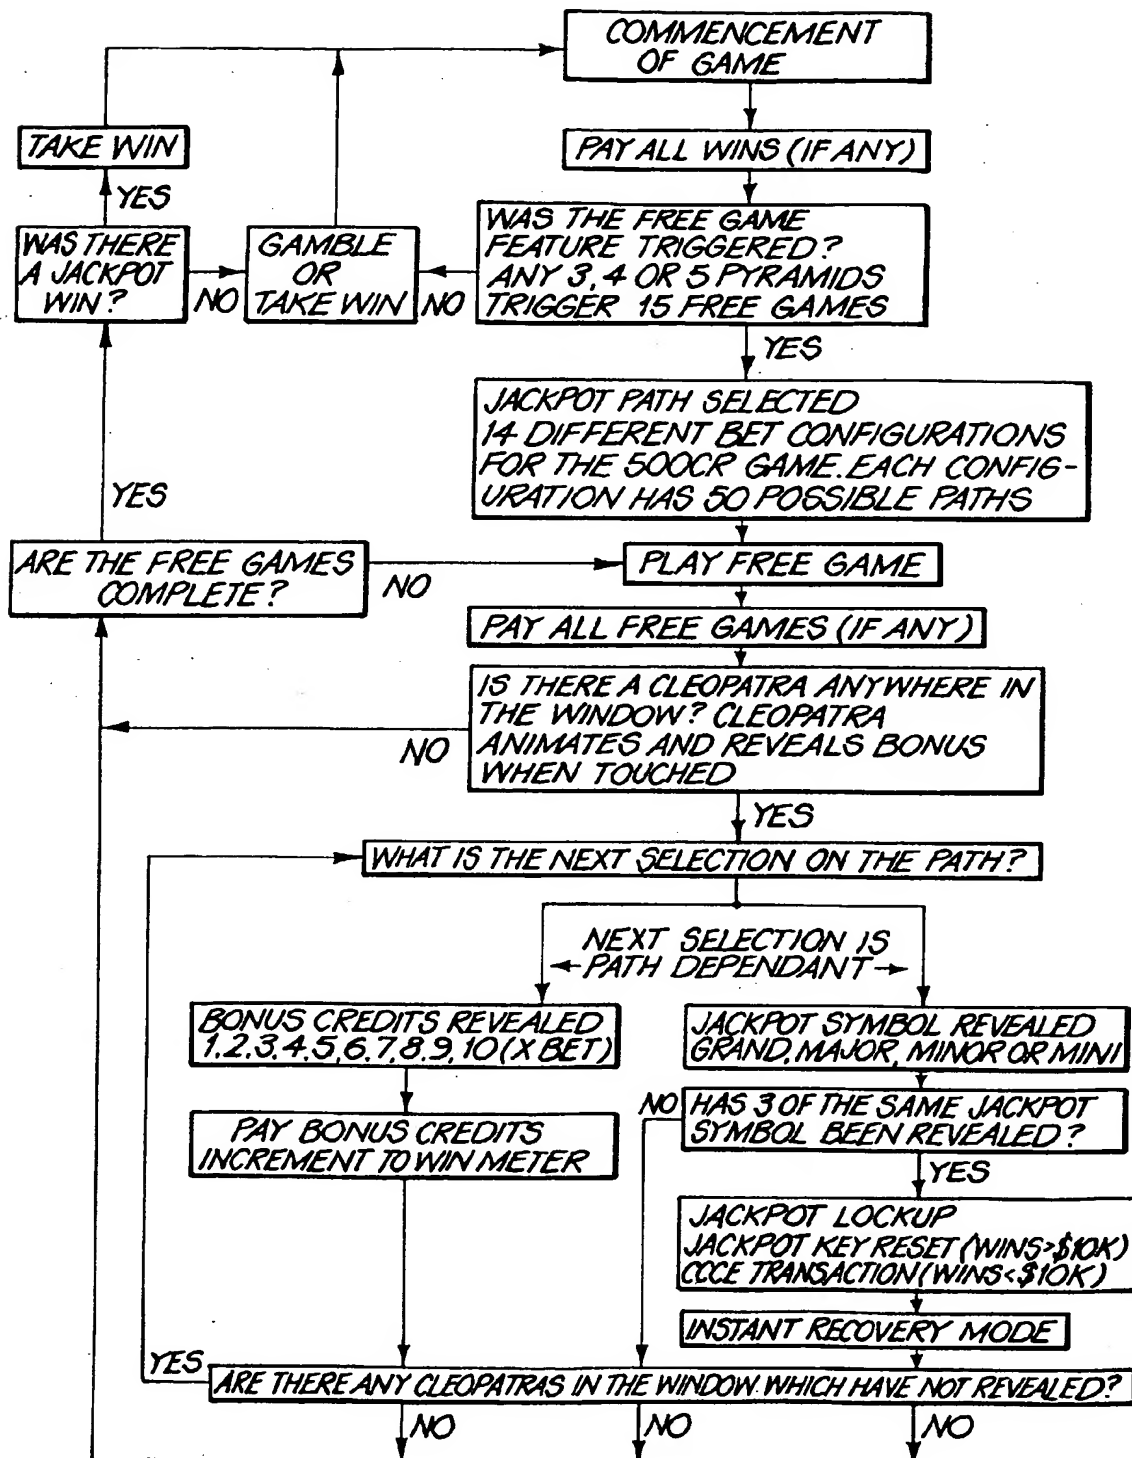 COMMENCEMENT
OF GAME
TAKE WIN
PAY ALL WINS (IF ANY)
YES
WAS THERE
A JACKPOT
WIN?
NO
GAMBLE
OR
TAKE WIN
NO
WAS THE FREE GAME
FEATURE TRIGGERED?
ANY 3, 4 OR 5 PYRAMIDS
TRIGGER 15 FREE GAMES
YES
JACKPOT PATH SELECTED
14 DIFFERENT BET CONFIGURATIONS
FOR THE 500CR GAME. EACH CONFIG-
URATION HAS 50 POSSIBLE PATHS
YES
ARE THE FREE GAMES
COMPLETE?
NO
PLAY FREE GAME
PAY ALL FREE GAMES (IF ANY)
IS THERE A CLEOPATRA ANYWHERE IN
THE WINDOW? CLEOPATRA
ANIMATES AND REVEALS BONUS
WHEN TOUCHED
NO
YES
WHAT IS THE NEXT SELECTION ON THE PATH?
NEXT SELECTION IS
PATH DEPENDANT
BONUS CREDITS REVEALED
1,2,3,4,5,6,7,8,9,10 (X BET)
JACKPOT SYMBOL REVEALED
GRAND, MAJOR, MINOR OR MINI
PAY BONUS CREDITS
INCREMENT TO WIN METER
NO
HAS 3 OF THE SAME JACKPOT
SYMBOL BEEN REVEALED?
YES
JACKPOT LOCKUP
JACKPOT KEY RESET (WINS>$10K)
CCCE TRANSACTION (WINS<$10K)
INSTANT RECOVERY MODE
YES
ARE THERE ANY CLEOPATRAS IN THE WINDOW WHICH HAVE NOT REVEALED?
NO
NO
NO